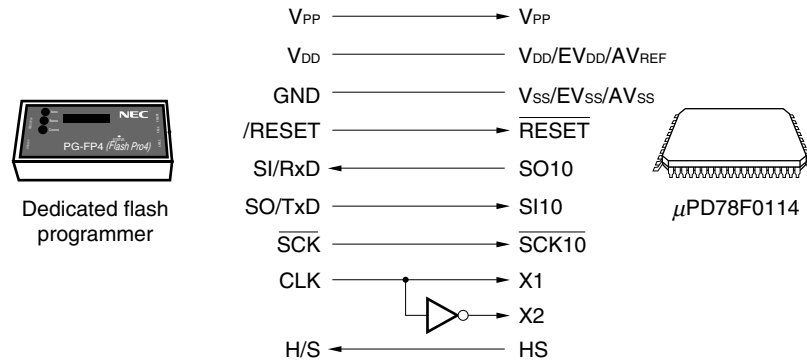 VPP VPP
VDD VDD/EVDD/AVREF
GND VSS/EVSS/AVSS
/RESET RESET
SI/RxD SO10
SO/TxD SI10
SCK SCK10
CLK X1
X2
H/S HS
NEC
PG-FP4 (Flash Pro4)
Dedicated flash
programmer
μPD78F0114